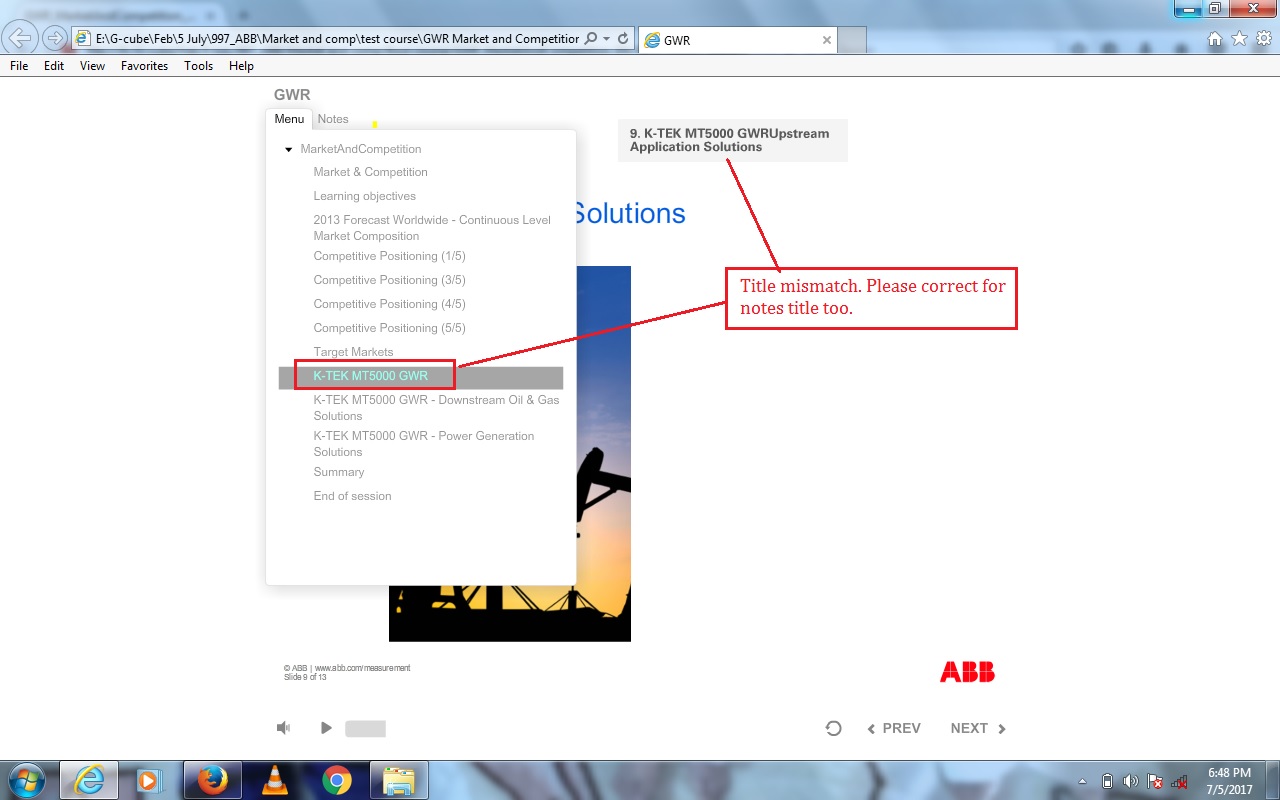 E:\G-cube\Feb\5 July\997_ABB\Market and comp\test course\GWR Market and Competitior
GWR
File Edit View Favorites Tools Help
GWR
Menu Notes
MarketAndCompetition
Market & Competition
Learning objectives
2013 Forecast Worldwide - Continuous Level
Market Composition
Competitive Positioning (1/5)
Competitive Positioning (3/5)
Competitive Positioning (4/5)
Competitive Positioning (5/5)
Target Markets
K-TEK MT5000 GWR
K-TEK MT5000 GWR - Downstream Oil & Gas
Solutions
K-TEK MT5000 GWR - Power Generation
Solutions
Summary
End of session
9. K-TEK MT5000 GWRUpstream
Application Solutions
Solutions
Title mismatch. Please correct for
notes title too.
© ABB | www.abb.com/measurement
Slide 9 of 13
ABB
PREV NEXT
6:48 PM
7/5/2017